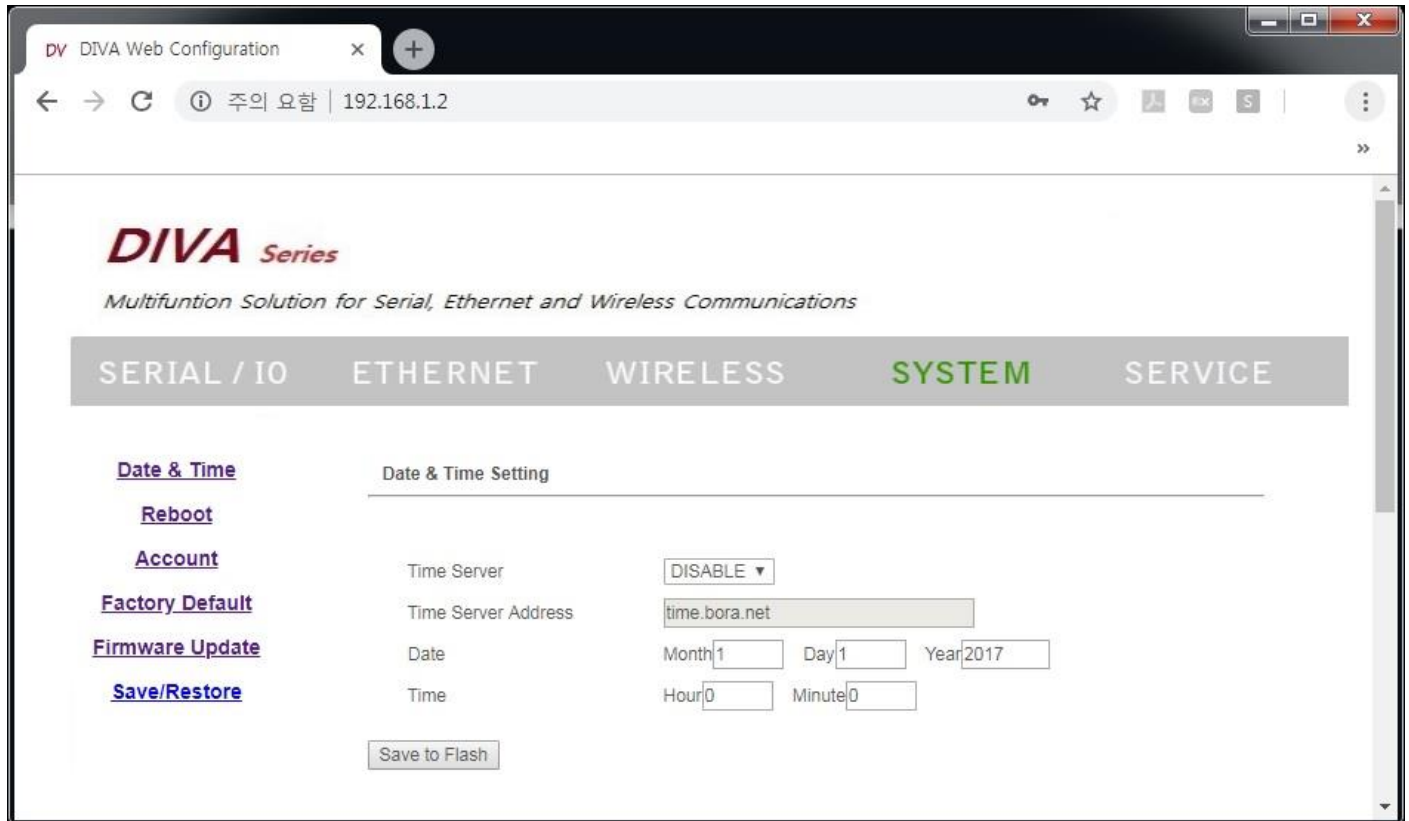 DV DIVA Web Configuration
주의 요함 192.168.1.2
DIVA Series
Multifuntion Solution for Serial, Ethernet and Wireless Communications
SERIAL / IO ETHERNET WIRELESS SYSTEM SERVICE
Date & Time
Reboot
Account
Factory Default
Firmware Update
Save/Restore
Date & Time Setting
Time Server DISABLE
Time Server Address time.bora.net
Date Month 1 Day 1 Year 2017
Time Hour 0 Minute 0
Save to Flash